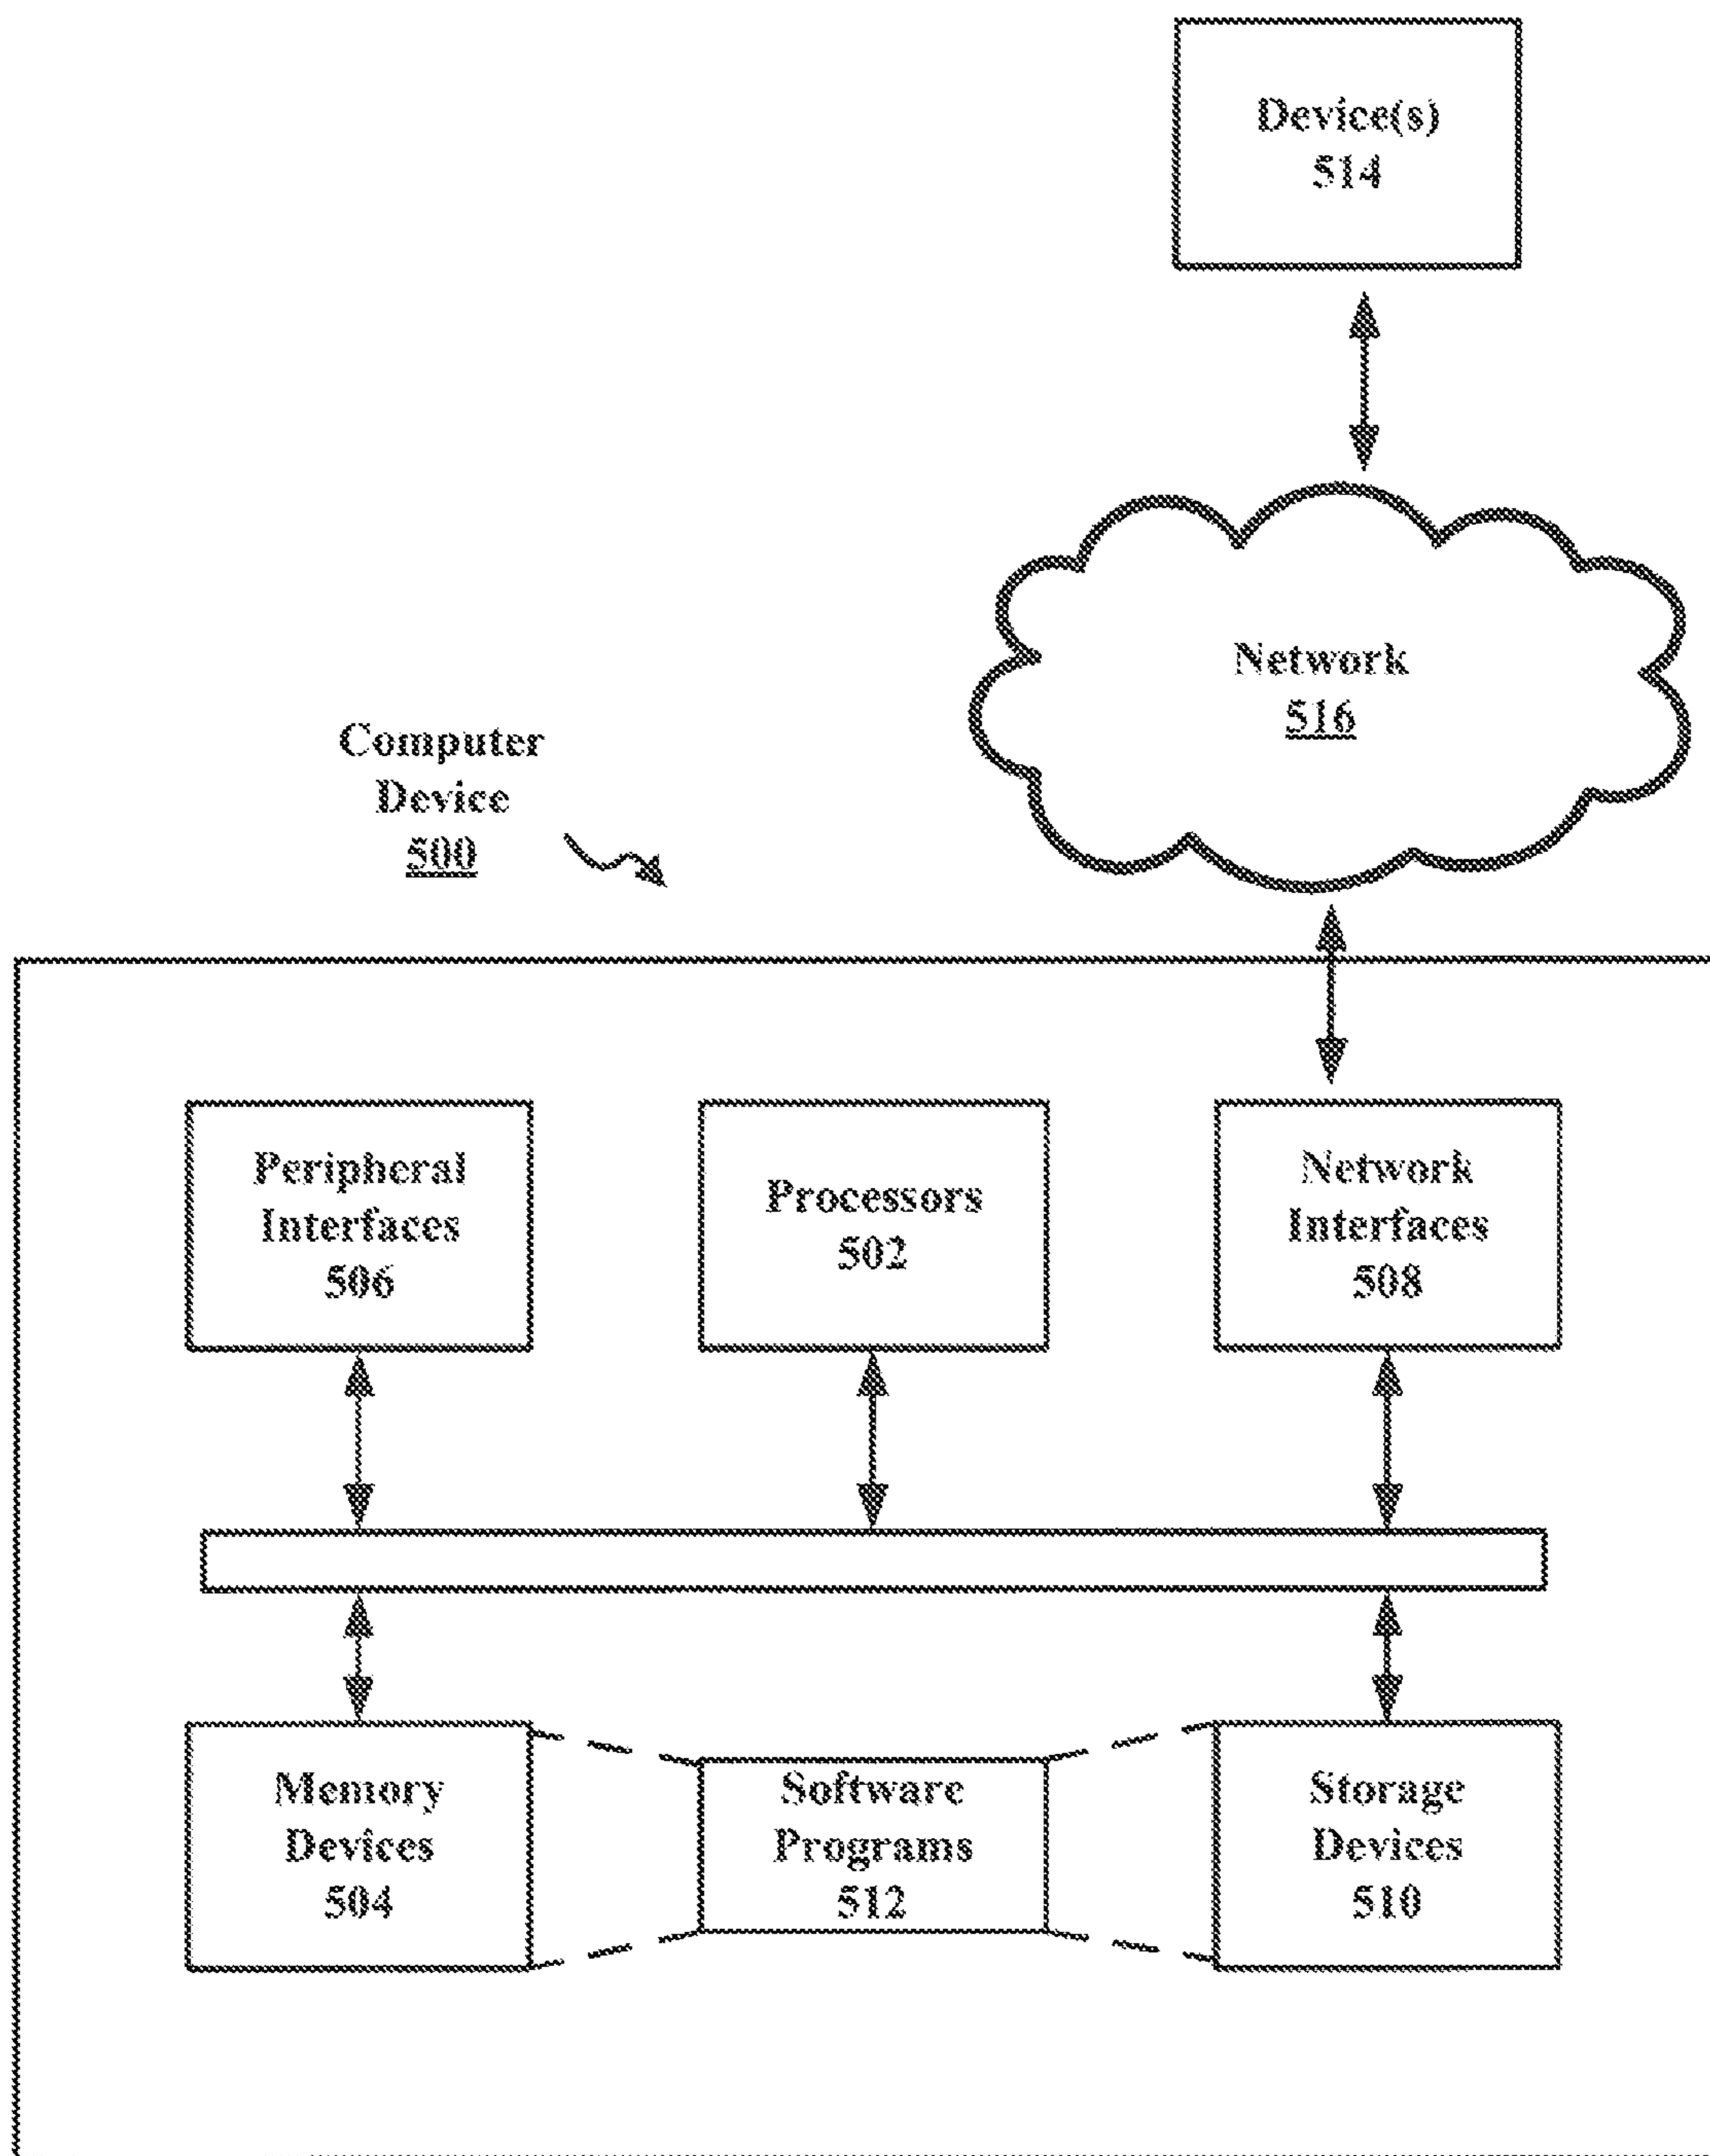 Device(s)
514
Network
516
Computer
Device
500
Peripheral
Interfaces
506
Processors
502
Network
Interfaces
508
Memory
Devices
504
Software
Programs
512
Storage
Devices
510